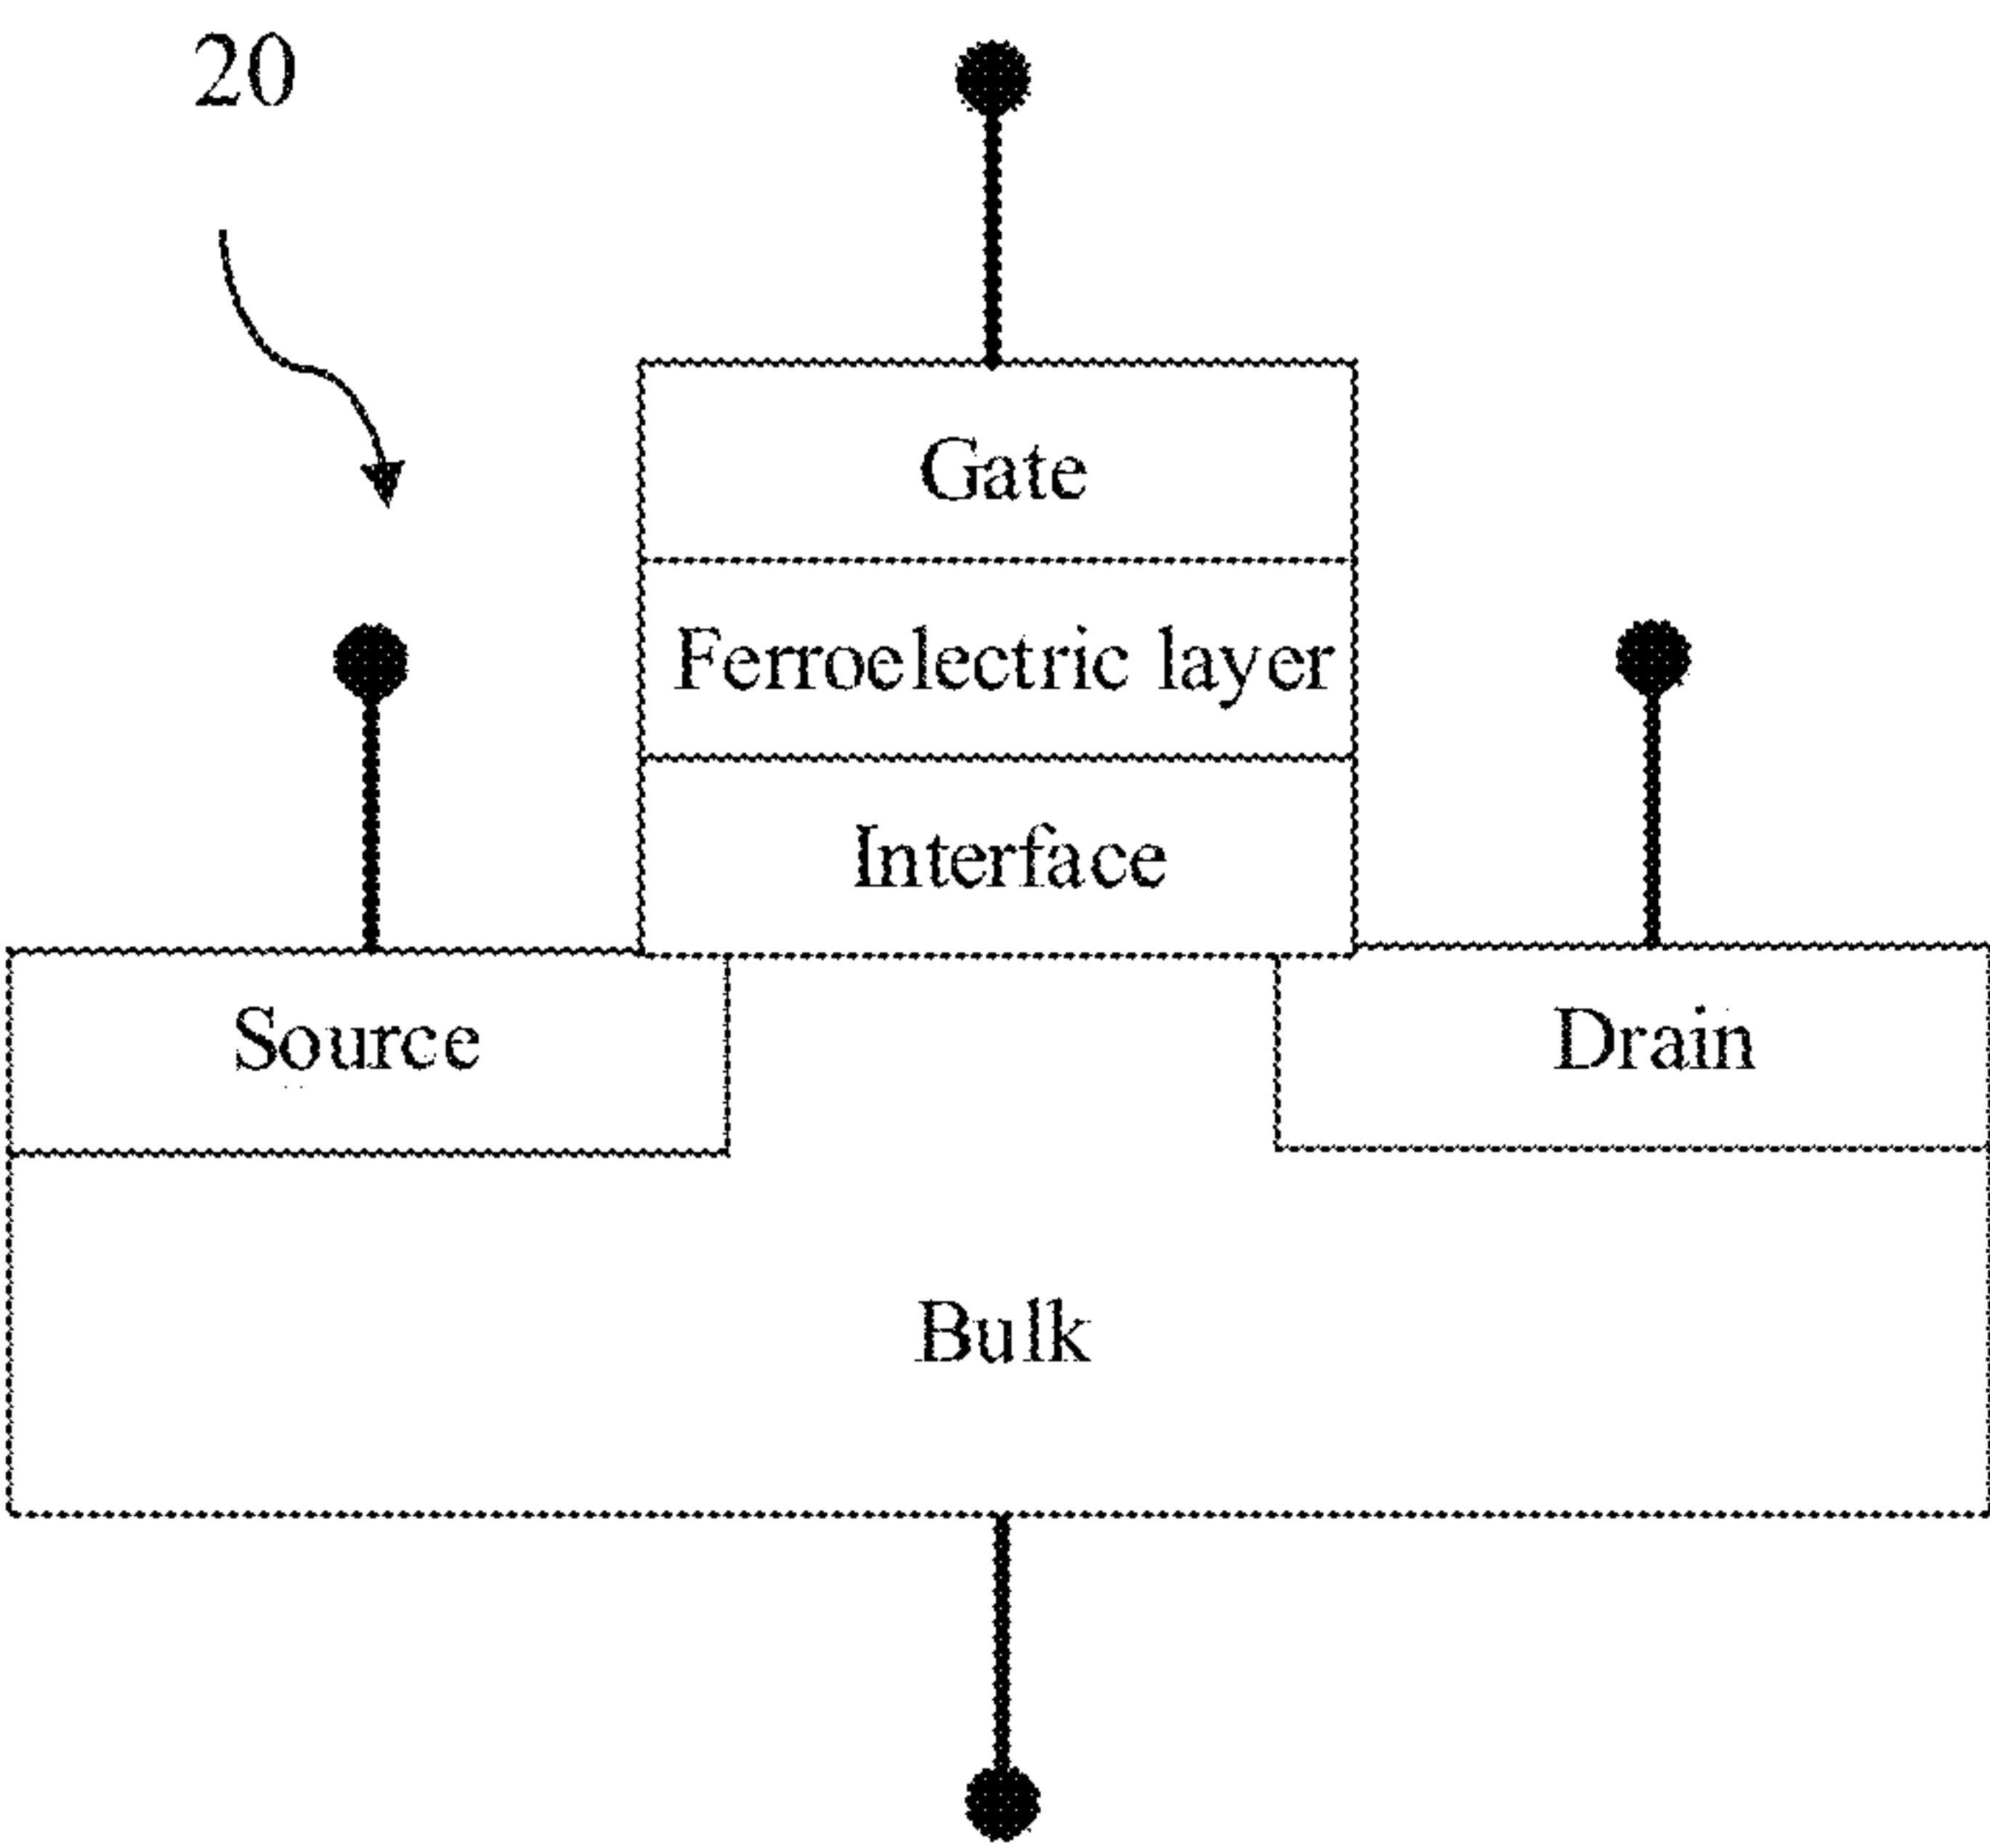 20
Gate
Ferroelectric layer
Interface
Source
Drain
Bulk